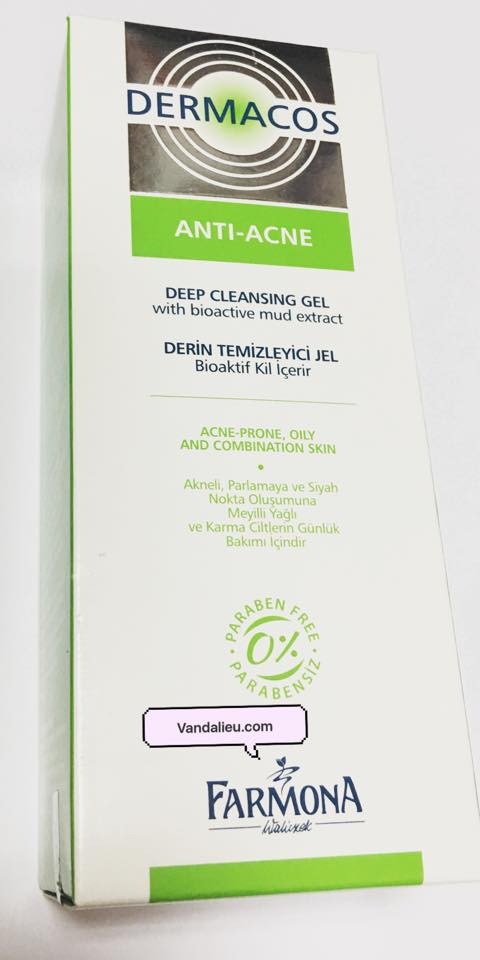 DERMACOS
ANTI-ACNE
DEEP CLEANSING GEL
with bioactive mud extract
DERİN TEMİZLEYİCİ JEL
Bioaktif Kil İçerir
ACNE-PRONE, OILY
AND COMBINATION SKIN
Akneli, Parlamaya ve Siyah
Nokta Oluşumuna
Meyilli Yağlı
ve Karma Ciltlerin Günlük
Bakımı İçindir
PARABEN FREE
0%
PARABENSİZ
Vandalieu.com
FARMONA